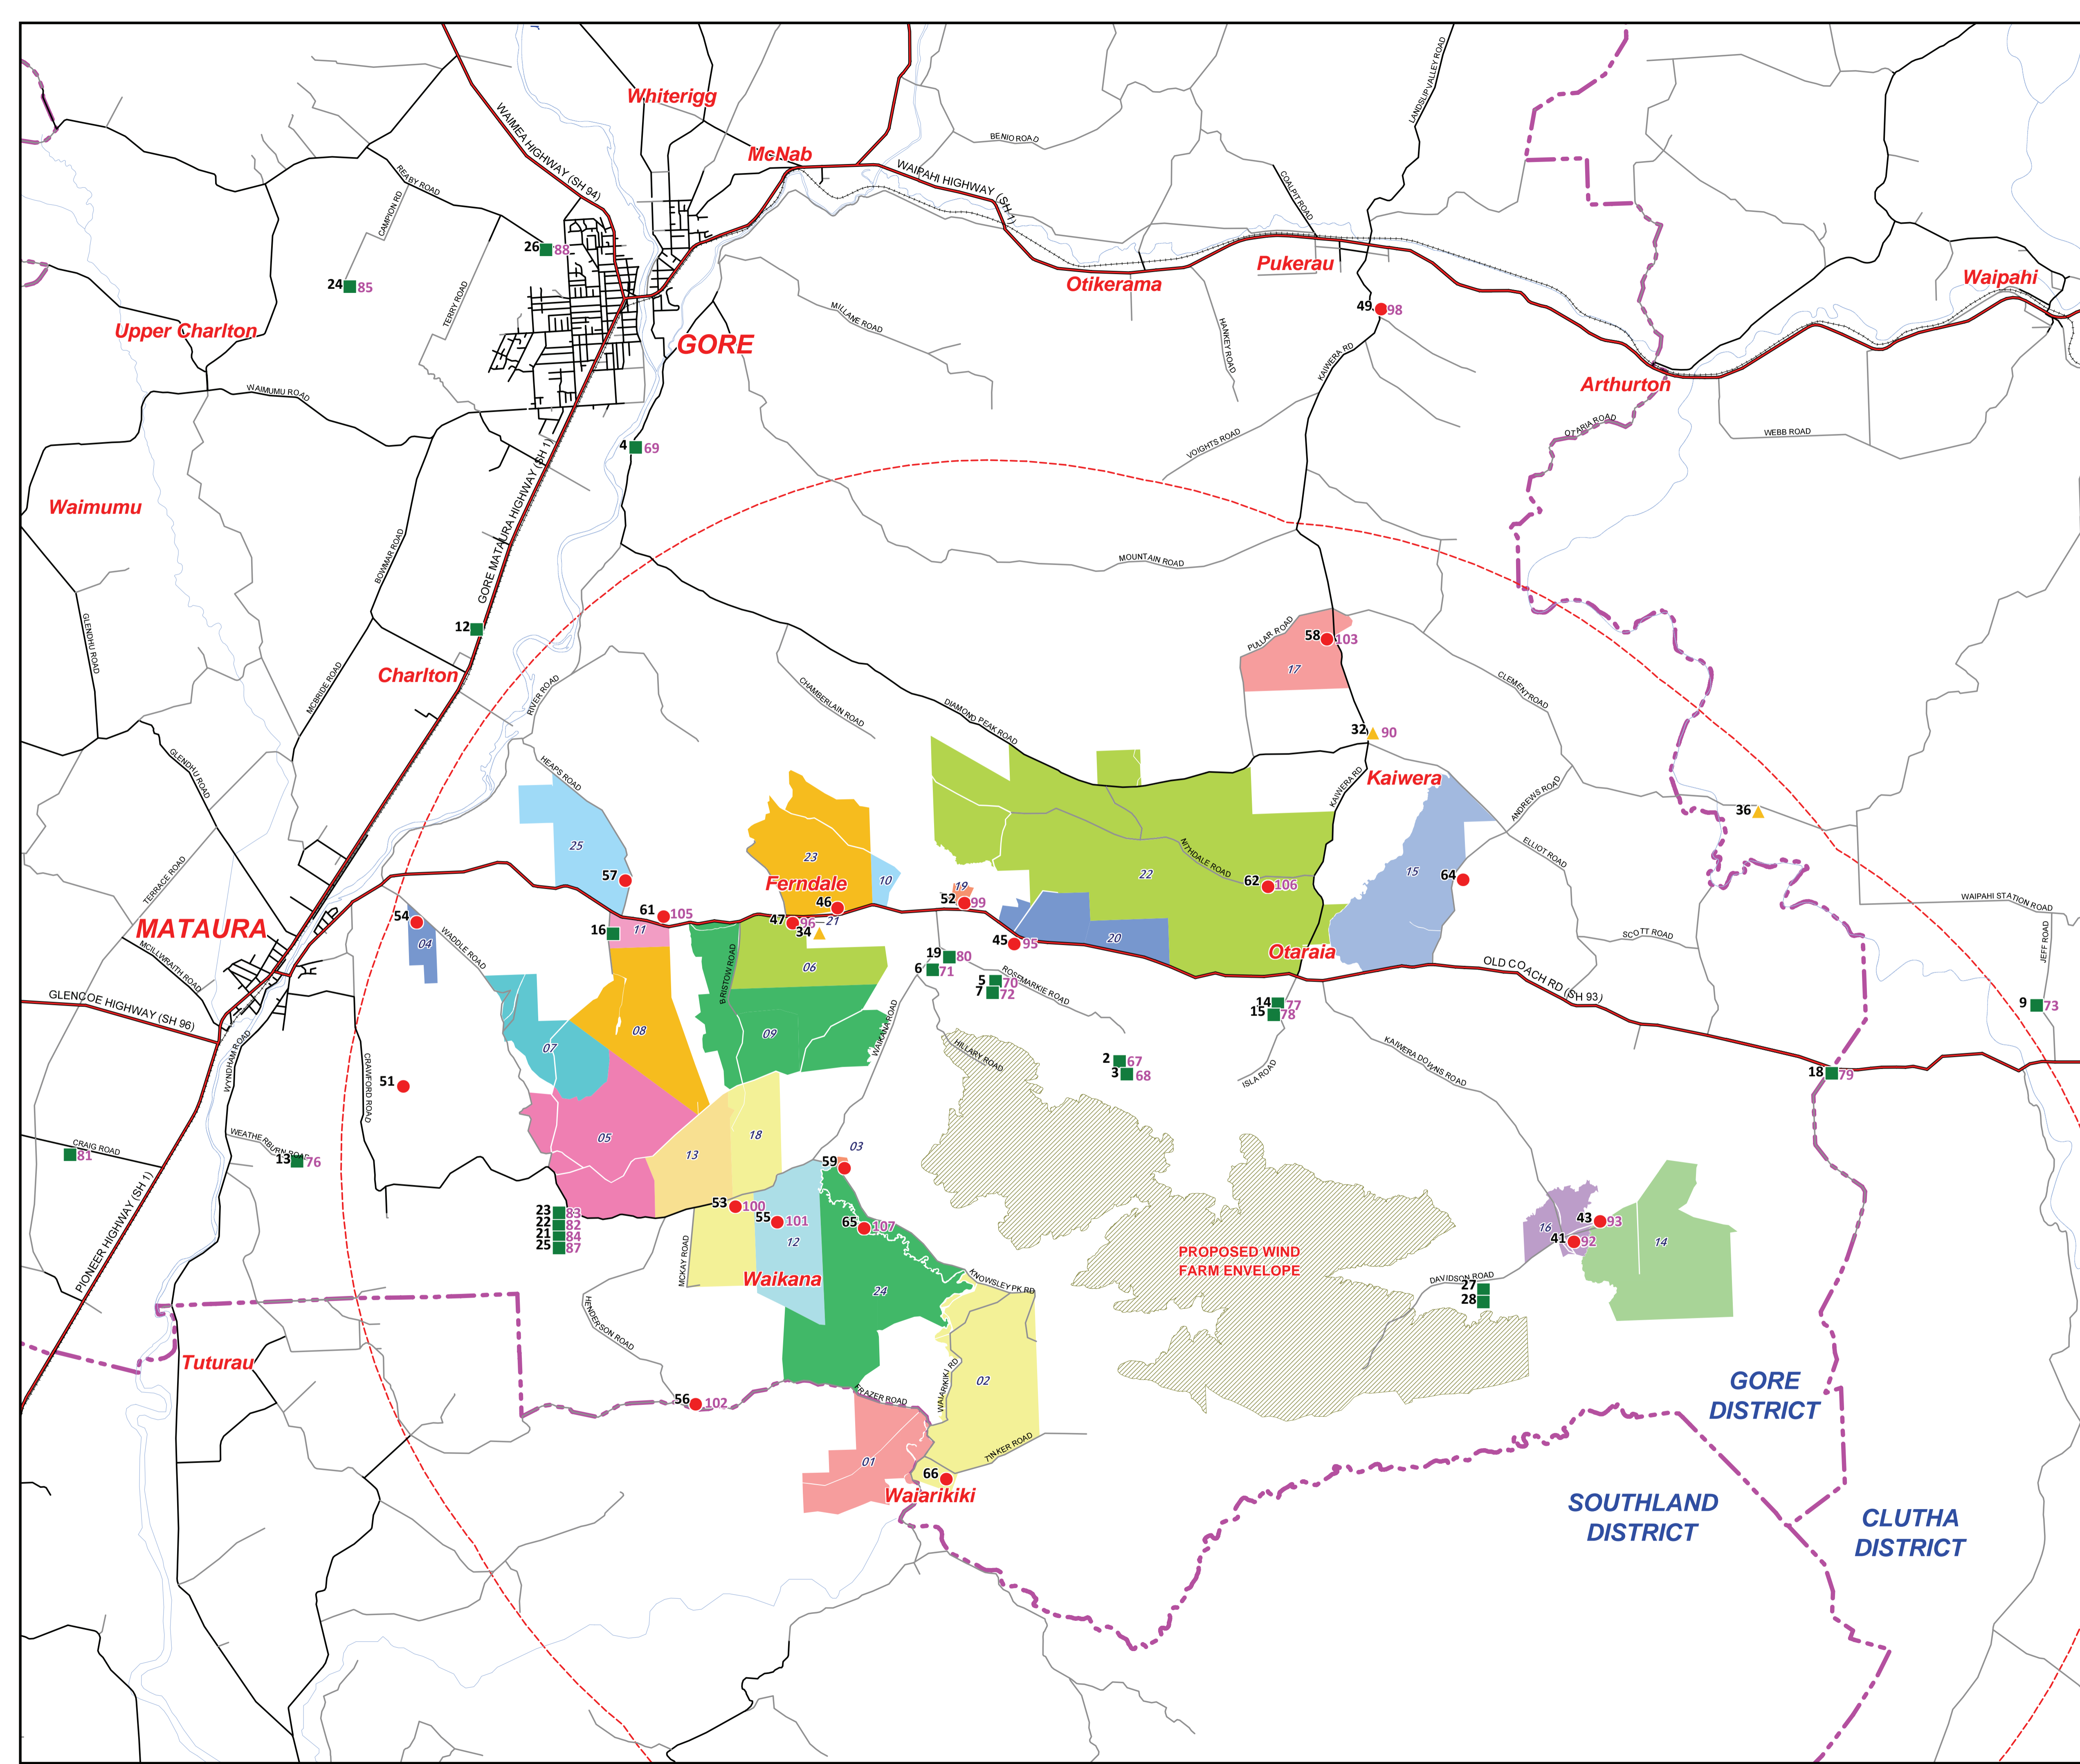 Whiterigg
WAIMEA HIGHWAY (SH 94)
McNab
WAIPAHI HIGHWAY (SH 1)
BENIO ROAD
LANDSLIP VALLEY ROAD
COALPIT ROAD
REABY ROAD
CAMPION RD
26 88
24 85
TERRY ROAD
Upper Charlton
GORE
MILLANE ROAD
Otikerama
Pukerau
HANKEY ROAD
49 98
KAIWERA RD
Waipahi
Arthurton
OTARIA ROAD
WEBB ROAD
WAIMUMU ROAD
4 69
VOIGHTS ROAD
Waimumu
GORE MATAURA HIGHWAY (SH 1)
BOWMAR ROAD
MOUNTAIN ROAD
GLENDHU ROAD
12
Charlton
MCBRIDE ROAD
RIVER ROAD
PULLAR ROAD
58 103
17
CHAMBERLAIN ROAD
DIAMOND PEAK ROAD
CLEMENT ROAD
32 90
Kaiwera
KAIWERA RD
GLENDHU ROAD
HEAPS ROAD
ANDREWS ROAD
36
ELLIOT ROAD
25
23
10
22
NITHDALE ROAD
15
57
Ferndale
46
19
52 99
62 106
64
TERRACE ROAD
MATAURA
54
04
WADDLE ROAD
61 105
16
11
47 96
34
21
45 95
20
Otaraia
WAIPAHI STATION ROAD
SCOTT ROAD
JEFF ROAD
MCILLWRAITH ROAD
BRISTOW ROAD
06
19 80
6 71
5 70
7 72
ROSEMARKIE ROAD
OLD COACH RD (SH 93)
14 77
15 78
9 73
GLENCOE HIGHWAY (SH 96)
WYNDHAM ROAD
07
08
09
WAIKANA ROAD
HILLARY ROAD
2 67
3 68
ISLA ROAD
KAIWERA DOWNS ROAD
18 79
51
CRAWFORD ROAD
CRAIG ROAD
81
WEATHERBURN ROAD
13 76
05
13
18
03
59
PIONEER HIGHWAY (SH 1)
23 83
22 82
21 84
25 87
53 100
55 101
12
65 107
43 93
16
41 92
14
MCKAY ROAD
Waikana
24
KNOWSLEY PK RD
PROPOSED WIND
FARM ENVELOPE
DAVIDSON ROAD
27
28
HENDERSON ROAD
Tuturau
56 102
FRAZER ROAD
WAIARIKIKI RD
02
TINKER ROAD
01
66
Waiarikiki
GORE
DISTRICT
SOUTHLAND
DISTRICT
CLUTHA
DISTRICT